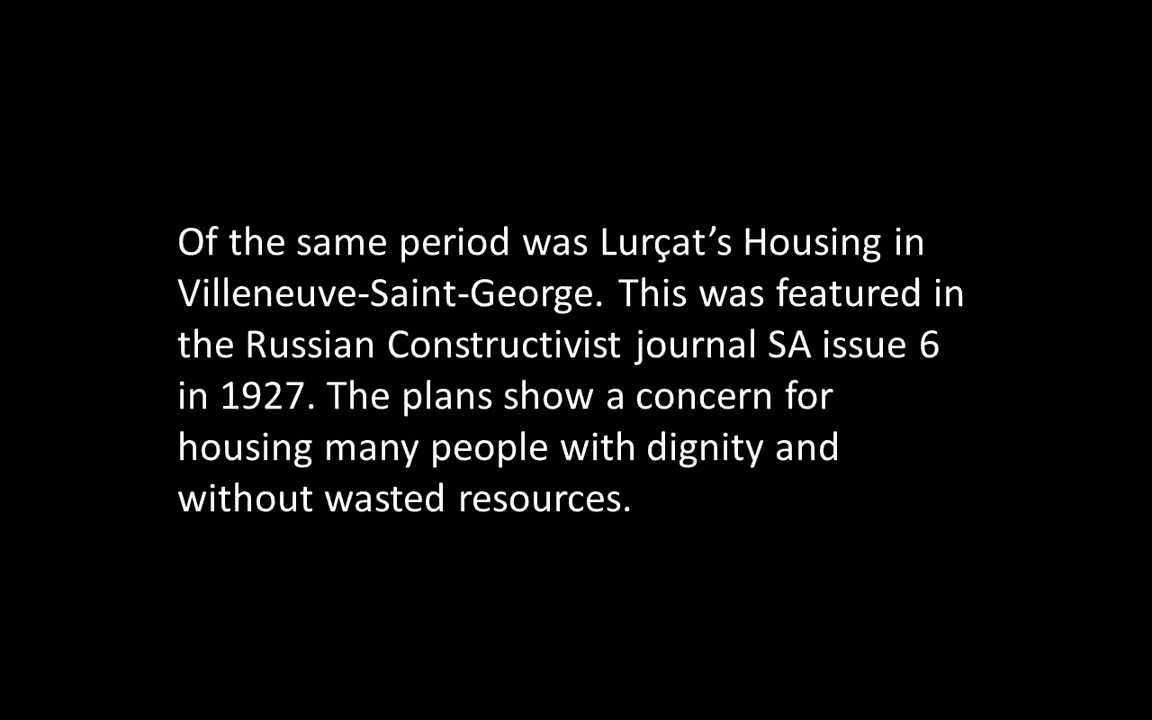 Of the same period was Lurçat’s Housing in
Villeneuve-Saint-George. This was featured in
the Russian Constructivist journal SA issue 6
in 1927. The plans show a concern for
housing many people with dignity and
without wasted resources.